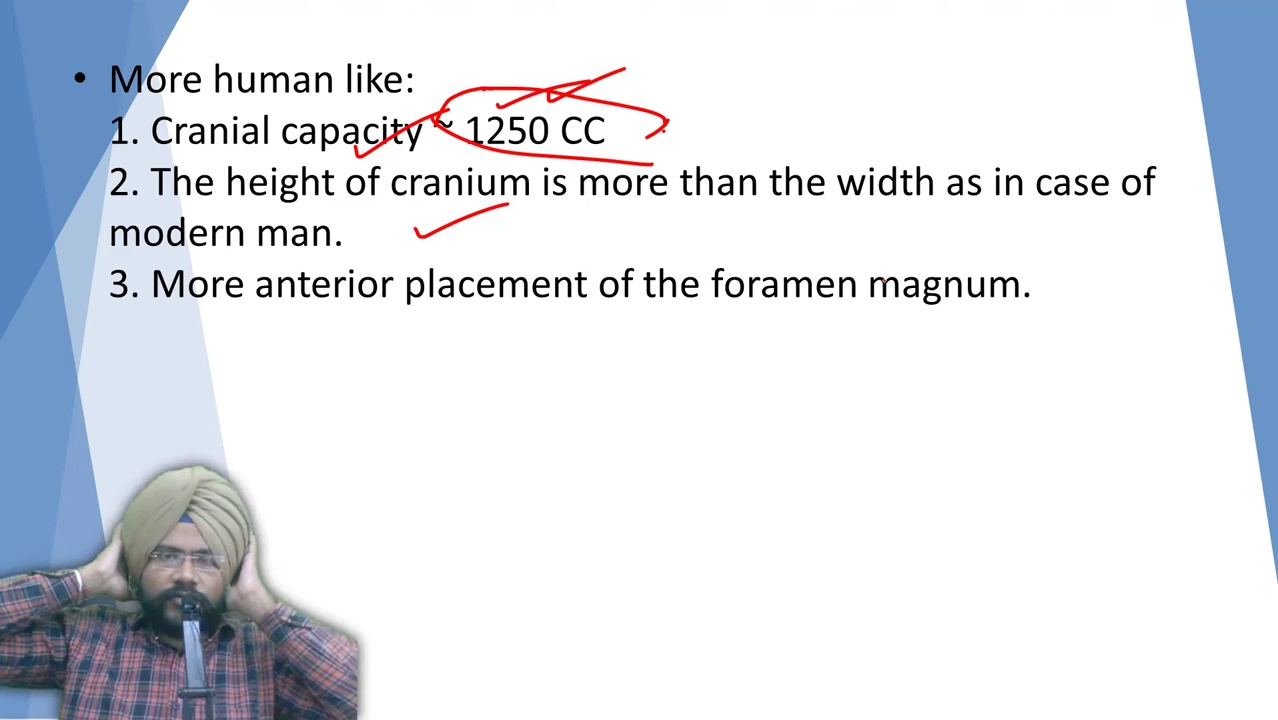 • More human like:
1. Cranial capacity ~ 1250 CC
2. The height of cranium is more than the width as in case of
modern man.
3. More anterior placement of the foramen magnum.